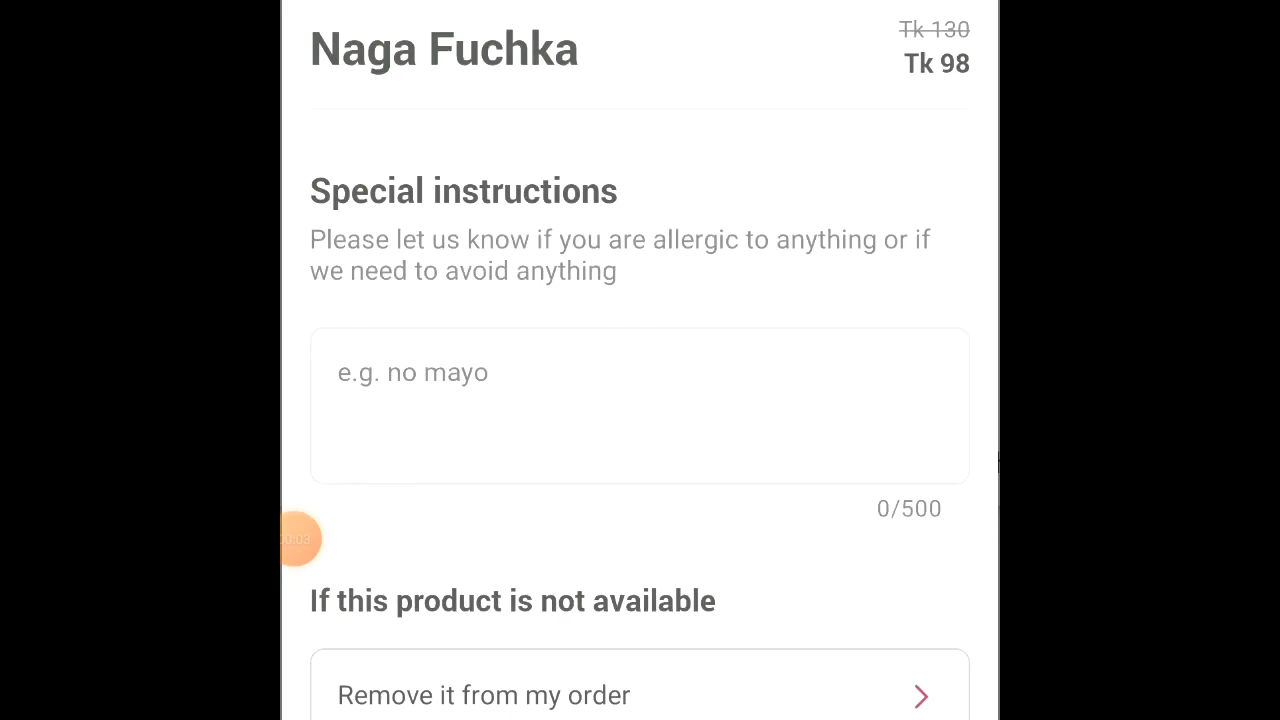 Naga Fuchka
Tk 130
Tk 98
Special instructions
Please let us know if you are allergic to anything or if
we need to avoid anything
e.g. no mayo
0/500
00:03
If this product is not available
Remove it from my order